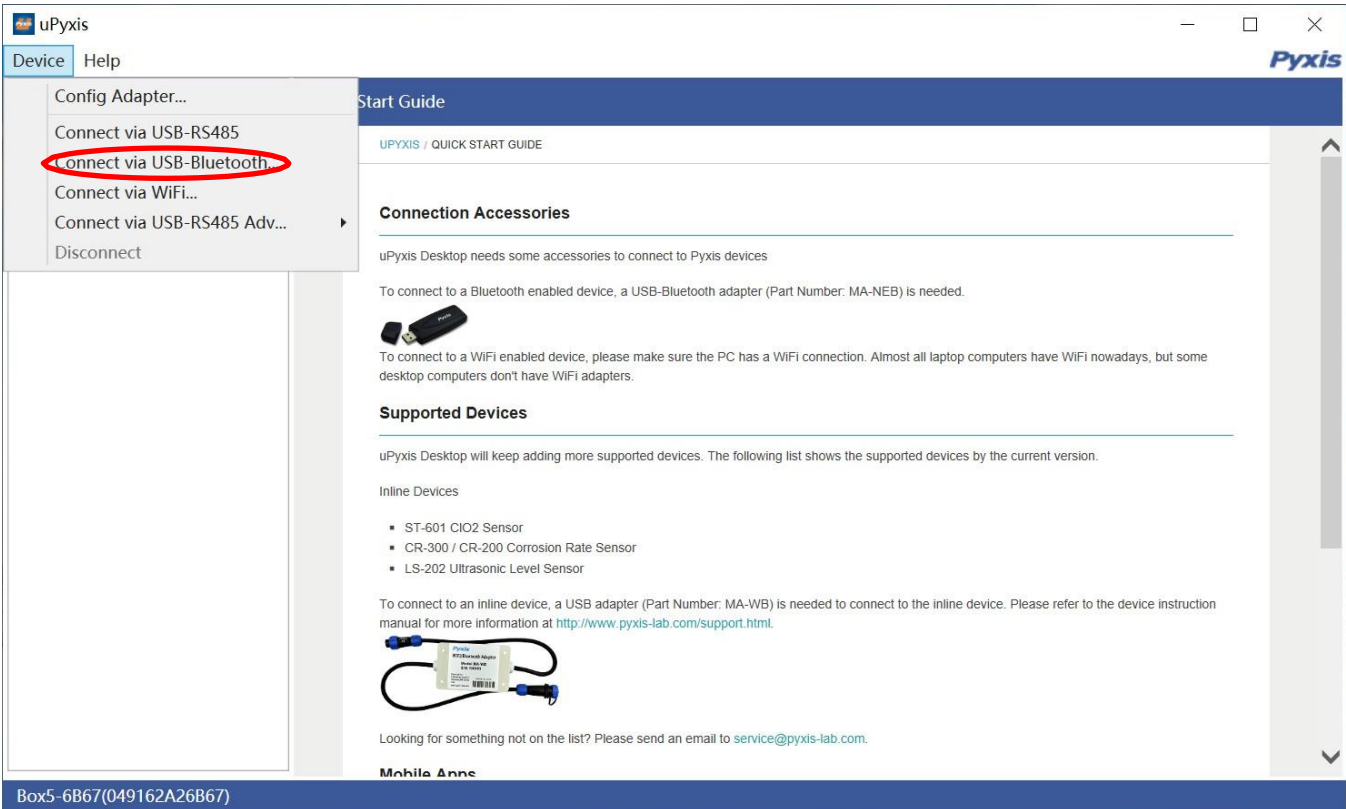 uPyxis
Device Help
Pyxis
Config Adapter...
Connect via USB-RS485
Connect via USB-Bluetooth...
Connect via WiFi...
Connect via USB-RS485 Adv...
Disconnect
Start Guide
UPYXIS / QUICK START GUIDE
Connection Accessories
uPyxis Desktop needs some accessories to connect to Pyxis devices
To connect to a Bluetooth enabled device, a USB-Bluetooth adapter (Part Number: MA-NEB) is needed.
Pyxis
To connect to a WiFi enabled device, please make sure the PC has a WiFi connection. Almost all laptop computers have WiFi nowadays, but some
desktop computers don't have WiFi adapters.
Supported Devices
uPyxis Desktop will keep adding more supported devices. The following list shows the supported devices by the current version.
Inline Devices
ST-601 ClO2 Sensor
CR-300 / CR-200 Corrosion Rate Sensor
LS-202 Ultrasonic Level Sensor
To connect to an inline device, a USB adapter (Part Number: MA-WB) is needed to connect to the inline device. Please refer to the device instruction
manual for more information at http://www.pyxis-lab.com/support.html.
Pyxis
Looking for something not on the list? Please send an email to service@pyxis-lab.com.
Mobile Apps
Box5-6B67(049162A26B67)